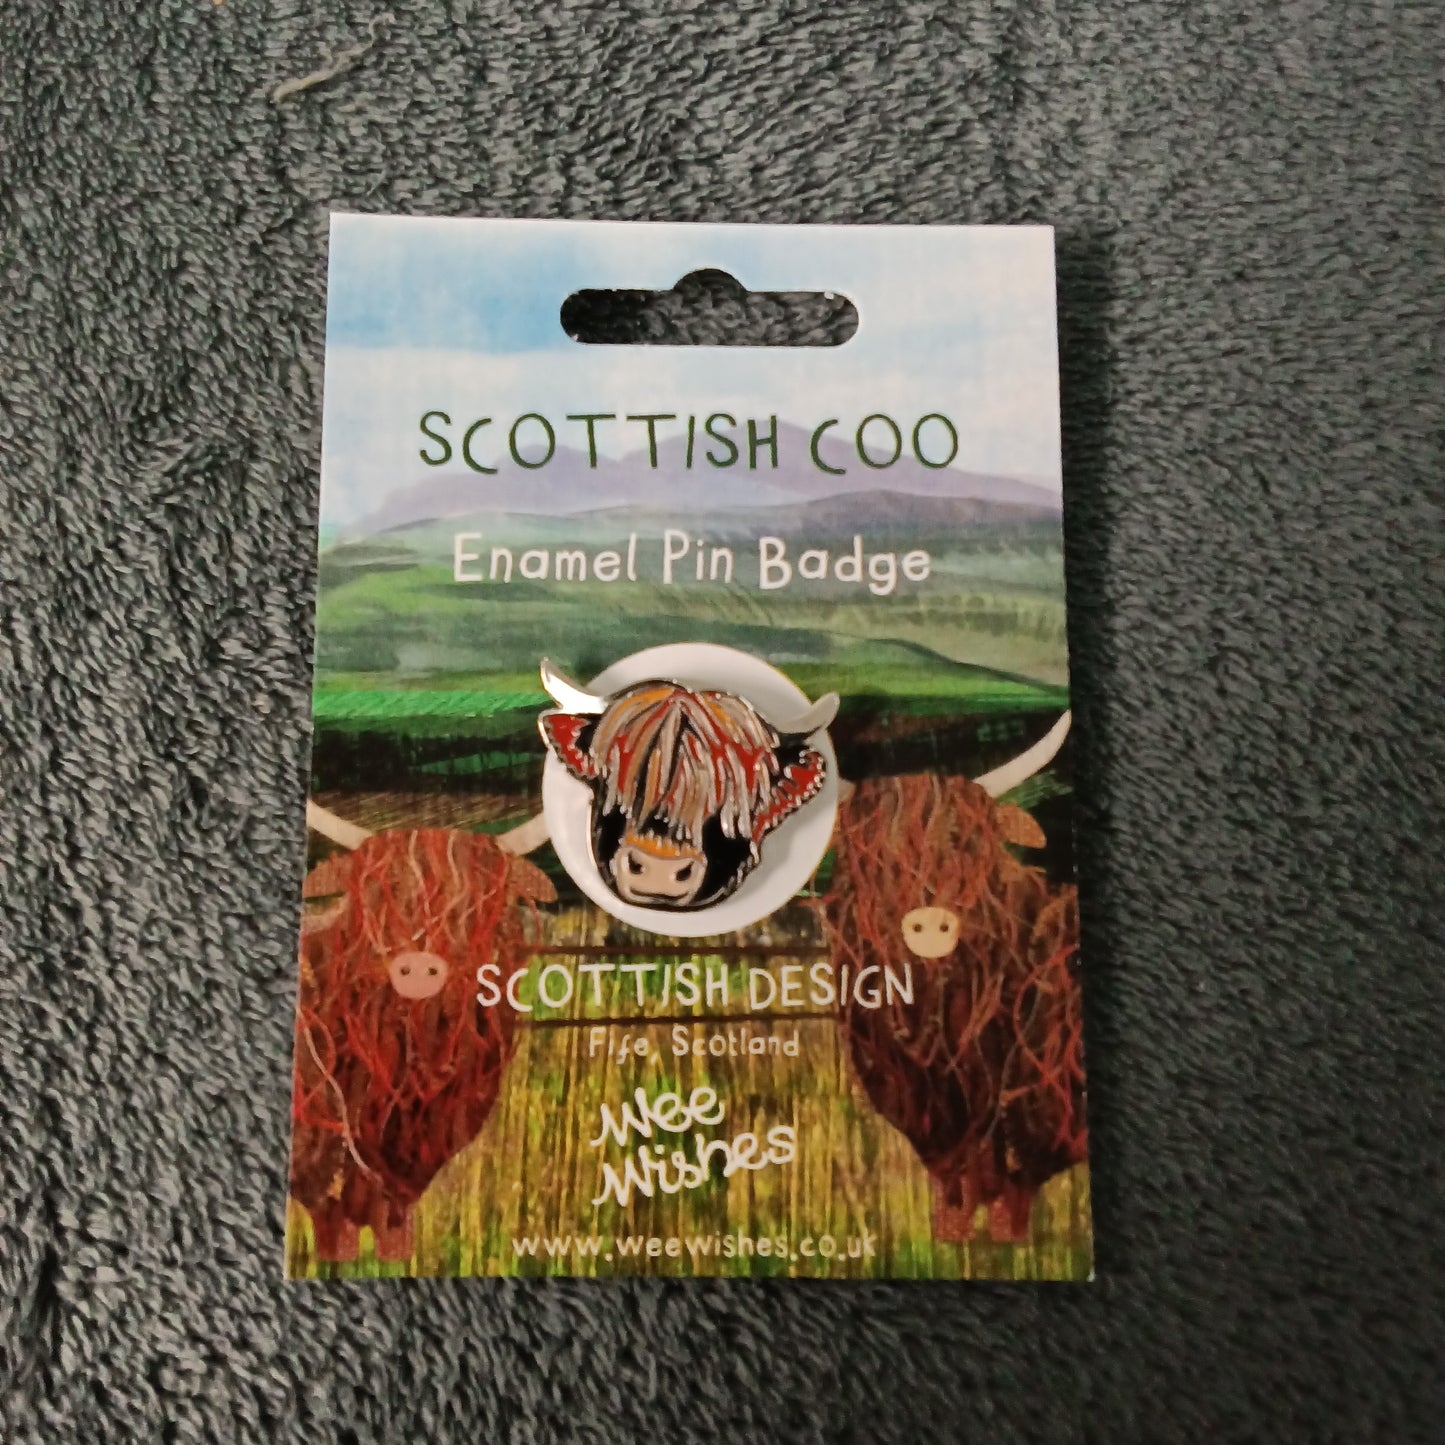 SCOTTISH COO
Enamel Pin Badge
SCOTTISH DESIGN
Fife, Scotland
Wee
Wishes
www.weewishes.co.uk